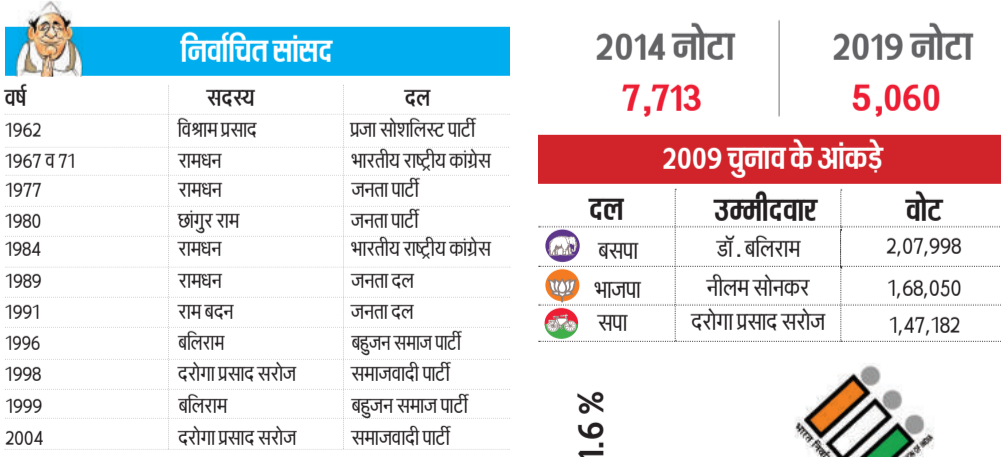 निर्वाचित सांसद
वर्ष सदस्य दल
1962 विश्राम प्रसाद प्रजा सोशलिस्ट पार्टी
1967 व 71 रामधन भारतीय राष्ट्रीय कांग्रेस
1977 रामधन जनता पार्टी
1980 छांगुर राम जनता पार्टी
1984 रामधन भारतीय राष्ट्रीय कांग्रेस
1989 रामधन जनता दल
1991 राम बदन जनता दल
1996 बलिराम बहुजन समाज पार्टी
1998 दरोगा प्रसाद सरोज समाजवादी पार्टी
1999 बलिराम बहुजन समाज पार्टी
2004 दरोगा प्रसाद सरोज समाजवादी पार्टी
2014 नोटा 2019 नोटा
7,713 5,060
2009 चुनाव के आंकड़े
दल उम्मीदवार वोट
बसपा डॉ. बलिराम 2,07,998
भाजपा नीलम सोनकर 1,68,050
सपा दरोगा प्रसाद सरोज 1,47,182
1.6 %
भारत
OF INDIA